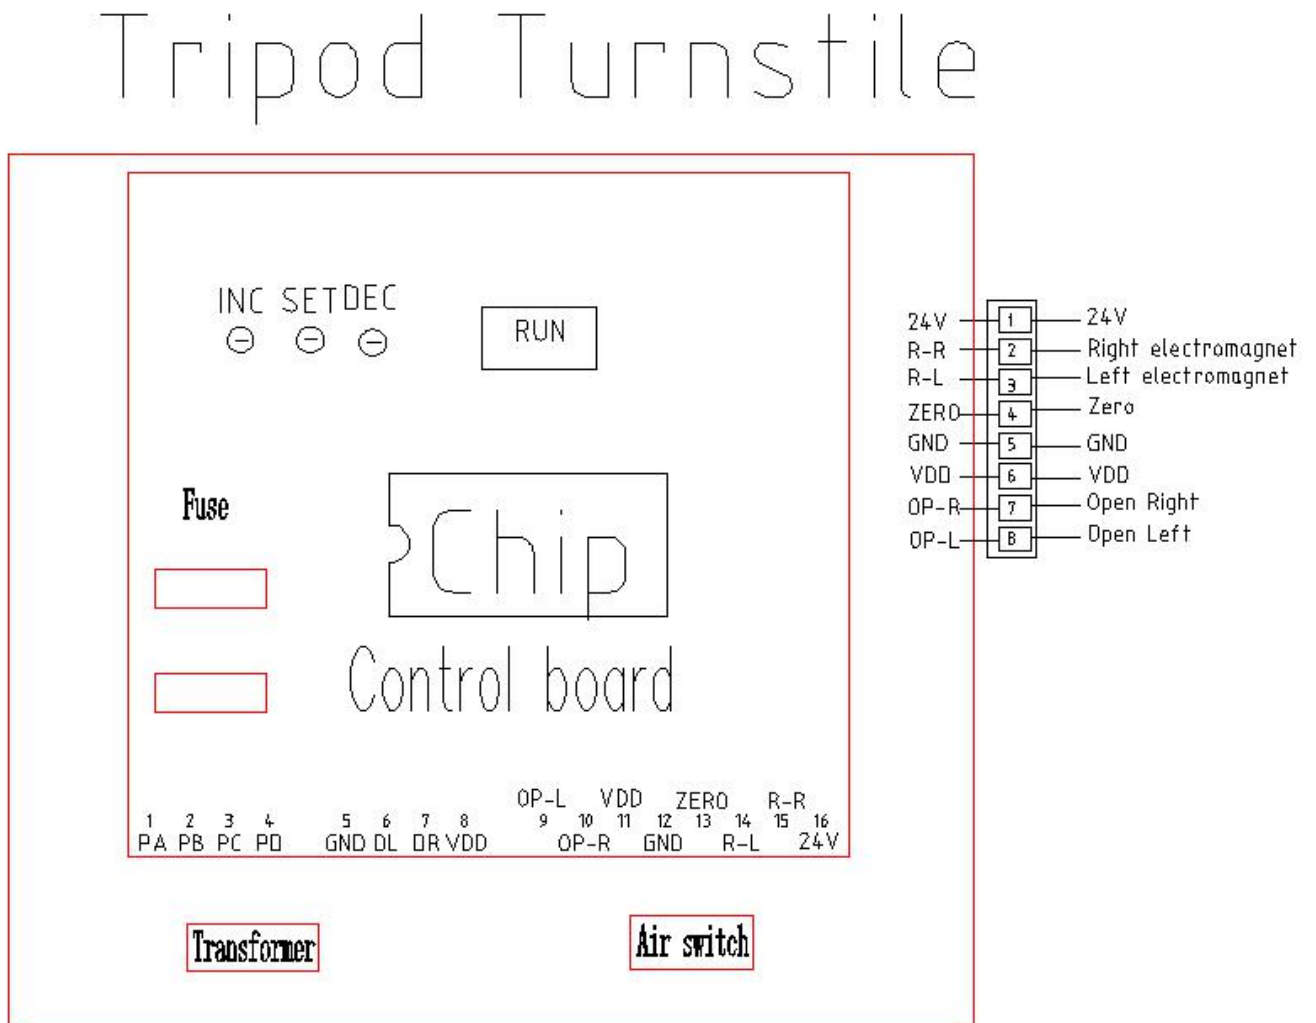 Tripod Turnstile
INC SET DEC
RUN
24V 1 24V
R-R 2 Right electromagnet
R-L 3 Left electromagnet
ZERO 4 Zero
GND 5 GND
VDD 6 VDD
OP-R 7 Open Right
OP-L 8 Open Left
Fuse
Chip
Control board
OP-L VDD ZERO R-R
1 2 3 4 5 6 7 8 9 10 11 12 13 14 15 16
PA PB PC PD GND DL DR VDD OP-R GND R-L 24V
Transformer Air switch